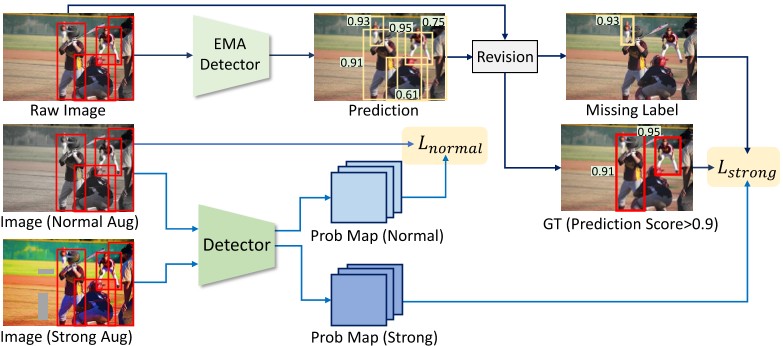 0.93
0.95
0.75
0.91
0.61
EMA
Detector
Revision
0.93
Raw Image
Prediction
Missing Label
L_normal
0.95
0.91
L_strong
Image (Normal Aug)
Detector
Prob Map (Normal)
GT (Prediction Score>0.9)
Image (Strong Aug)
Prob Map (Strong)